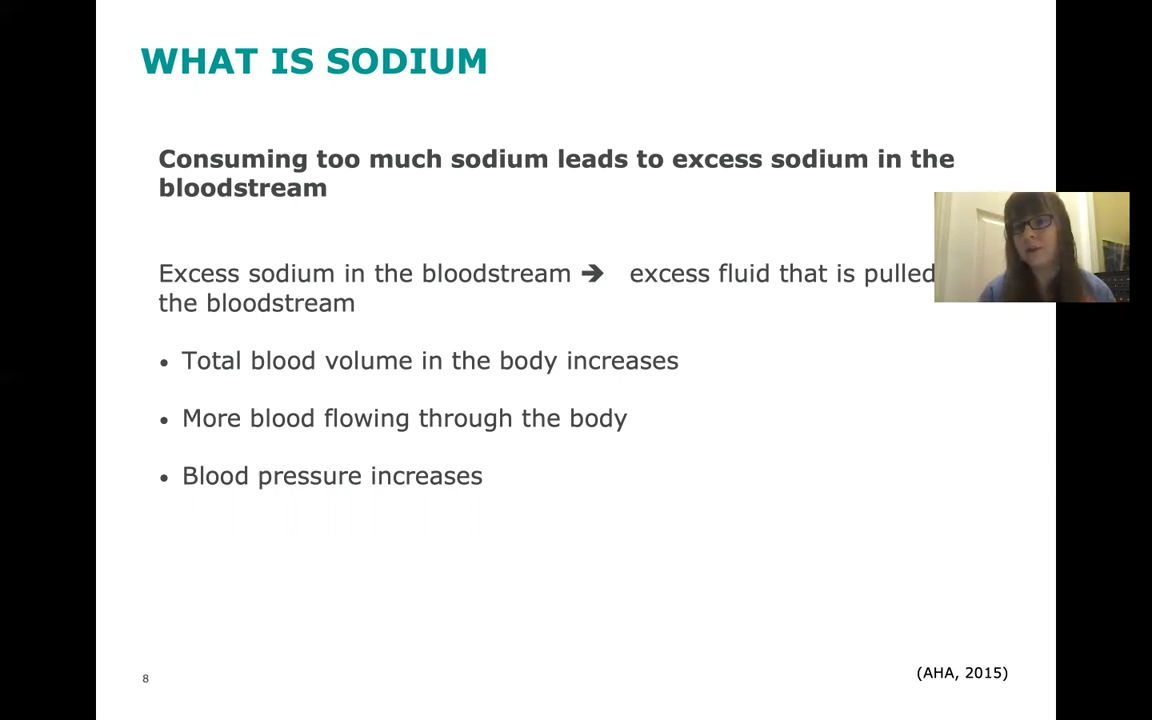 WHAT IS SODIUM
Consuming too much sodium leads to excess sodium in the
bloodstream
Excess sodium in the bloodstream ➔ excess fluid that is pulled
the bloodstream
• Total blood volume in the body increases
• More blood flowing through the body
• Blood pressure increases
8
(AHA, 2015)